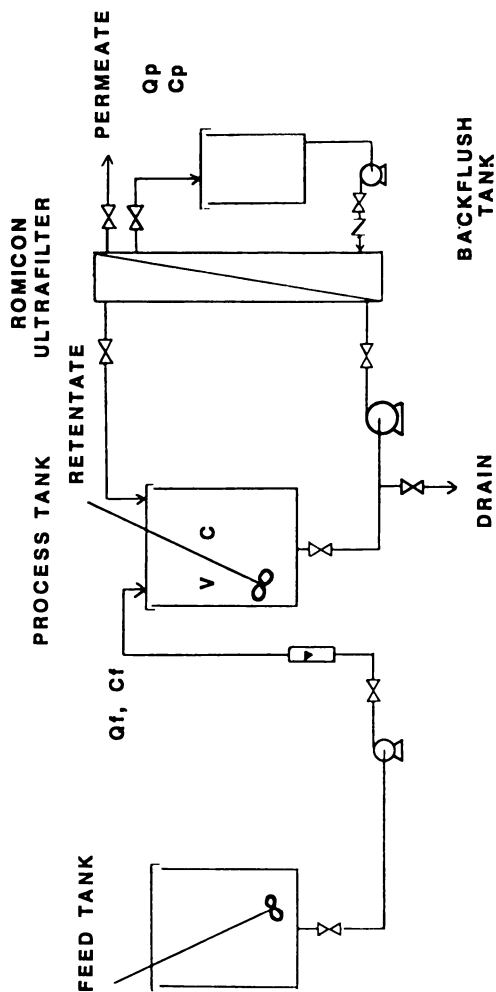 FEED TANK
Qf, Cf
PROCESS TANK
V C
RETENTATE
ROMICON
ULTRAFILTER
PERMEATE
Qp
Cp
DRAIN
BACKFLUSH
TANK